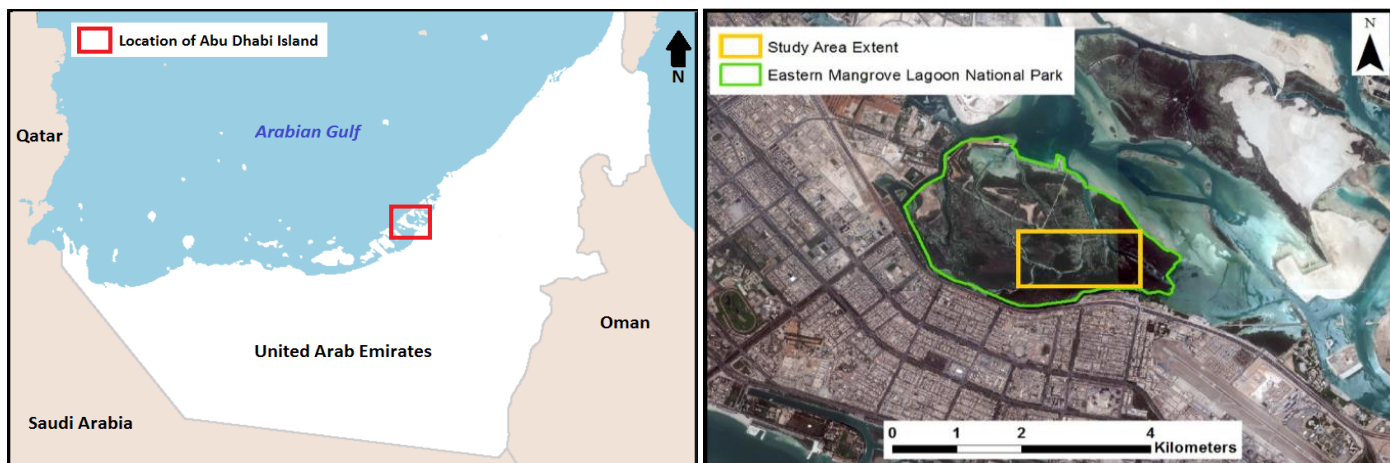 Location of Abu Dhabi Island
N
Qatar
Arabian Gulf
Oman
United Arab Emirates
Saudi Arabia
Study Area Extent
Eastern Mangrove Lagoon National Park
N
0 1 2 4
Kilometers